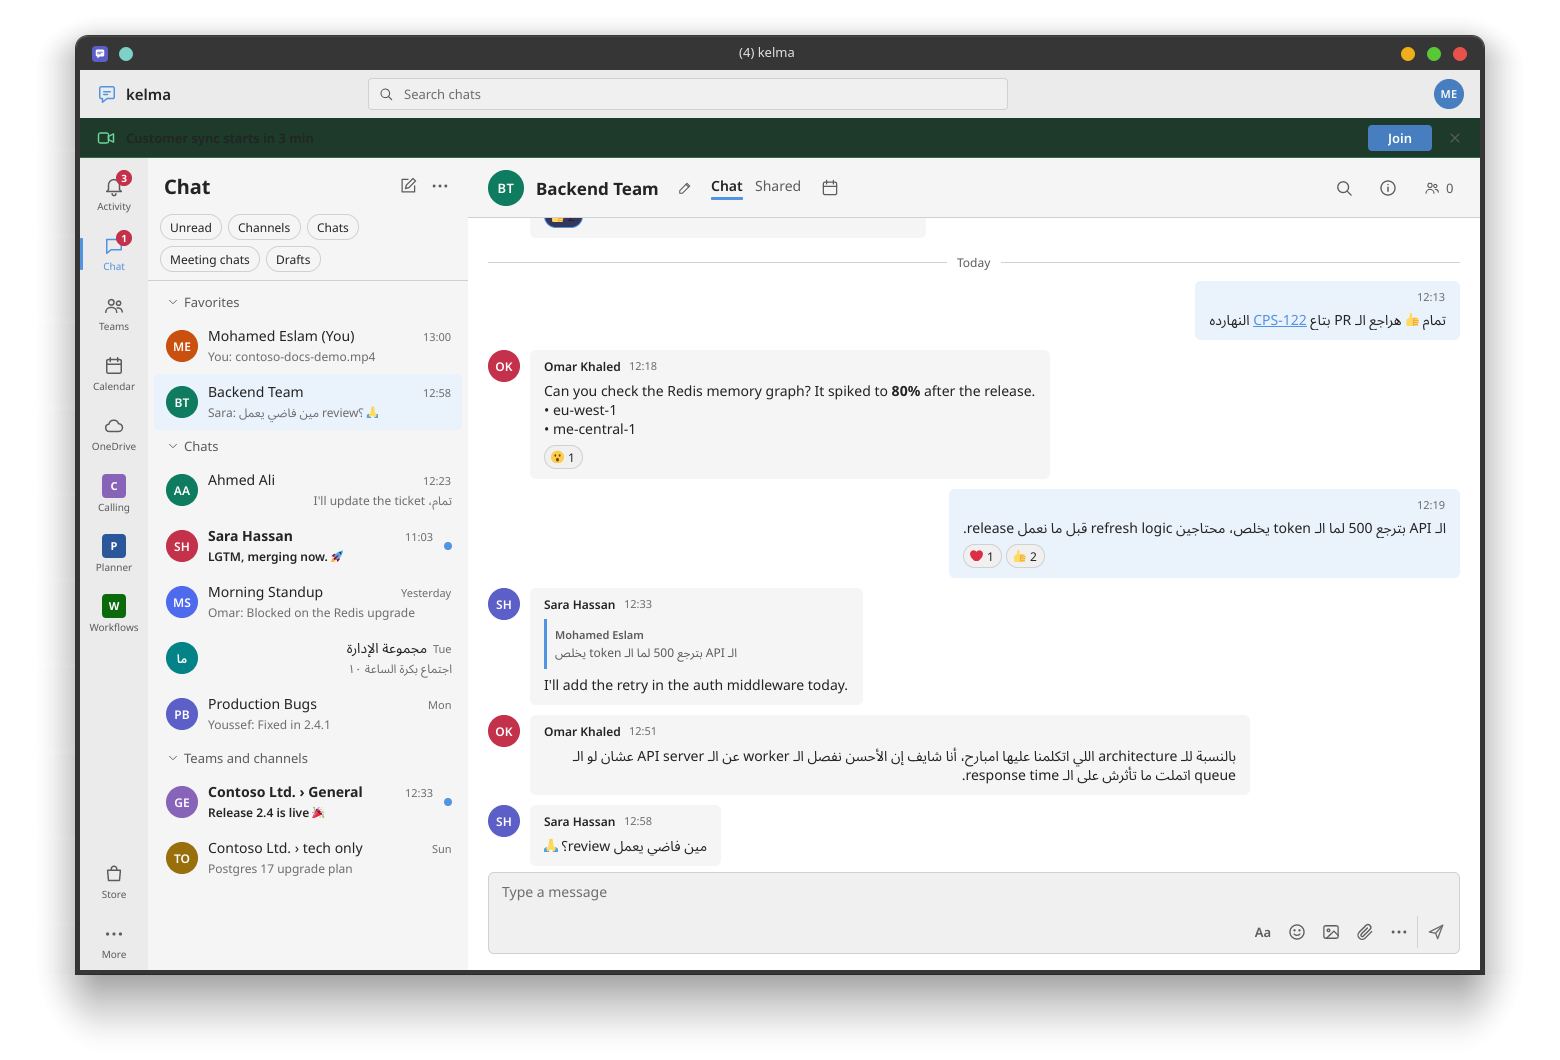 (4) kelma
kelma
Search chats
ME
Customer sync starts in 3 min
Join
3
Activity
1
Chat
Teams
Calendar
OneDrive
C
Calling
P
Planner
W
Workflows
Store
More
Chat
Unread
Channels
Chats
Meeting chats
Drafts
Favorites
ME
Mohamed Eslam (You)
13:00
You: contoso-docs-demo.mp4
BT
Backend Team
12:58
Sara: مين فاضي يعمل review؟ 🙏
Chats
AA
Ahmed Ali
12:23
تمام، I'll update the ticket
SH
Sara Hassan
11:03
LGTM, merging now. 🚀
MS
Morning Standup
Yesterday
Omar: Blocked on the Redis upgrade
ما
مجموعة الإدارة
Tue
اجتماع بكرة الساعة ١٠
PB
Production Bugs
Mon
Youssef: Fixed in 2.4.1
Teams and channels
GE
Contoso Ltd. › General
12:33
Release 2.4 is live 🎉
TO
Contoso Ltd. › tech only
Sun
Postgres 17 upgrade plan
BT
Backend Team
Chat
Shared
0
Today
12:13
تمام 👍 هراجع الـ PR بتاع CPS-122 النهارده
OK
Omar Khaled 12:18
Can you check the Redis memory graph? It spiked to 80% after the release.
• eu-west-1
• me-central-1
😮 1
12:19
الـ API بترجع 500 لما الـ token يخلص، محتاجين refresh logic قبل ما نعمل release.
❤️ 1 👍 2
SH
Sara Hassan 12:33
Mohamed Eslam
الـ API بترجع 500 لما الـ token يخلص
I'll add the retry in the auth middleware today.
OK
Omar Khaled 12:51
بالنسبة للـ architecture اللي اتكلمنا عليها امبارح، أنا شايف إن الأحسن نفصل الـ worker عن الـ API server عشان لو الـ
queue اتملت ما تأثرش على الـ response time.
SH
Sara Hassan 12:58
مين فاضي يعمل review؟ 🙏
Type a message
Aa